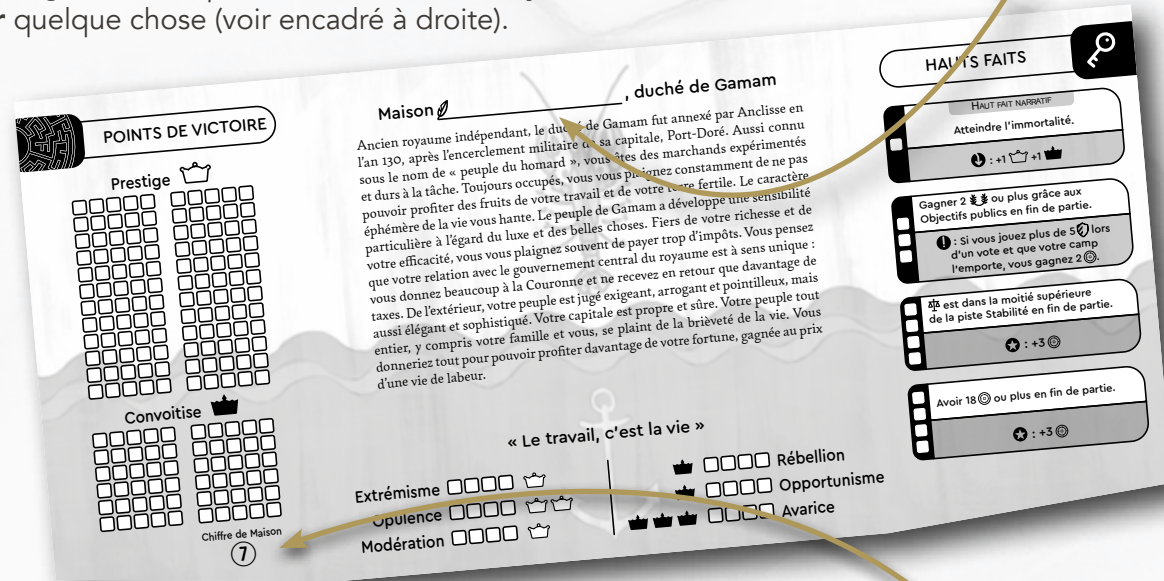 r quelque chose (voir encadré à droite).
POINTS DE VICTOIRE
Prestige
Convoitise
Chiffre de Maison
7
Maison , duché de Gamam
Ancien royaume indépendant, le duché de Gamam fut annexé par Anclisse en
l'an 130, après l'encerclement militaire de sa capitale, Port-Doré. Aussi connu
sous le nom de « peuple du homard », vous êtes des marchands expérimentés
et durs à la tâche. Toujours occupés, vous vous plaignez constamment de ne pas
pouvoir profiter des fruits de votre travail et de votre terre fertile. Le caractère
éphémère de la vie vous hante. Le peuple de Gamam a développé une sensibilité
particulière à l'égard du luxe et des belles choses. Fiers de votre richesse et de
votre efficacité, vous vous plaignez souvent de payer trop d'impôts. Vous pensez
que votre relation avec le gouvernement central du royaume est à sens unique :
vous donnez beaucoup à la Couronne et ne recevez en retour que davantage de
taxes. De l'extérieur, votre peuple est jugé exigeant, arrogant et pointilleux, mais
aussi élégant et sophistiqué. Votre capitale est propre et sûre. Votre peuple tout
entier, y compris votre famille et vous, se plaint de la brièveté de la vie. Vous
donneriez tout pour pouvoir profiter davantage de votre fortune, gagnée au prix
d'une vie de labeur.
« Le travail, c'est la vie »
Extrémisme
Opulence
Modération
Rébellion
Opportunisme
Avarice
HAUTS FAITS
HAUT FAIT NARRATIF
Atteindre l'immortalité.
: +1 +1
Gagner 2 ou plus grâce aux
Objectifs publics en fin de partie.
: Si vous jouez plus de 5 lors
d'un vote et que votre camp
l'emporte, vous gagnez 2 .
est dans la moitié supérieure
de la piste Stabilité en fin de partie.
: +3
Avoir 18 ou plus en fin de partie.
: +3